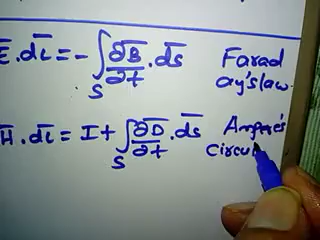 E̅.dl̅ = - ∫S ∂B̅/∂t . ds̅ Farad
ay's law
H̅.dl̅ = I + ∫S ∂D̅/∂t . ds̅ Ampere's
circu